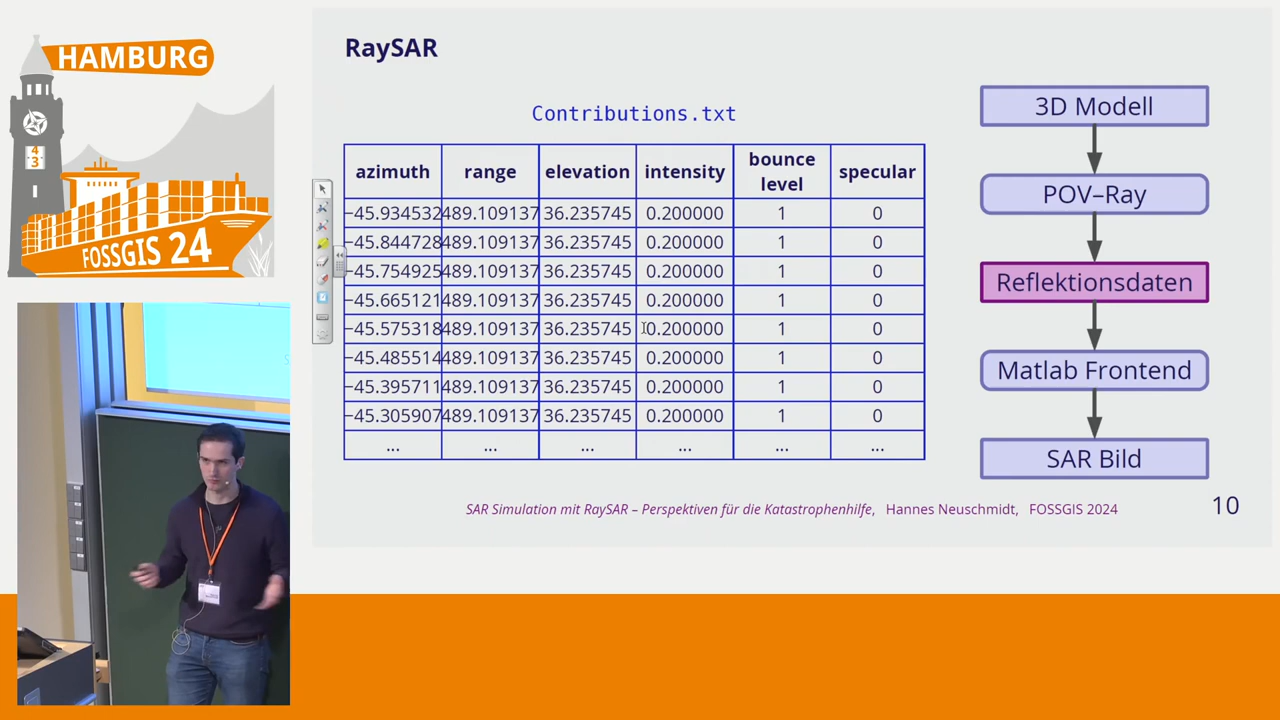 HAMBURG
4
3
FOSSGIS 24
RaySAR
Contributions.txt
azimuth range elevation intensity bounce level specular
−45.934532 489.109137 36.235745 0.200000 1 0
−45.844728 489.109137 36.235745 0.200000 1 0
−45.754925 489.109137 36.235745 0.200000 1 0
−45.665121 489.109137 36.235745 0.200000 1 0
−45.575318 489.109137 36.235745 0.200000 1 0
−45.485514 489.109137 36.235745 0.200000 1 0
−45.395711 489.109137 36.235745 0.200000 1 0
−45.305907 489.109137 36.235745 0.200000 1 0
... ... ... ... ... ...
3D Modell
POV–Ray
Reflektionsdaten
Matlab Frontend
SAR Bild
SAR Simulation mit RaySAR – Perspektiven für die Katastrophenhilfe, Hannes Neuschmidt, FOSSGIS 2024
10